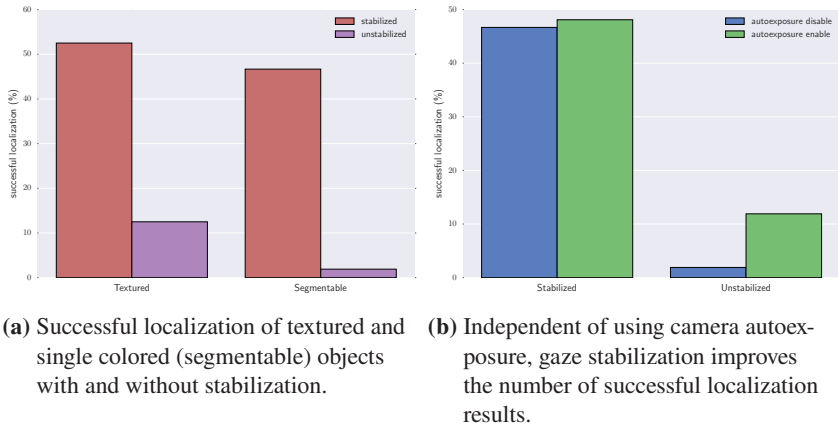 60
50
40
30
20
10
0
successful localization (%)
stabilized
unstabilized
Textured
Segmentable
50
40
30
20
10
0
successful localization (%)
autoexposure disable
autoexposure enable
Stabilized
Unstabilized
(a) Successful localization of textured and
single colored (segmentable) objects
with and without stabilization.
(b) Independent of using camera autoex-
posure, gaze stabilization improves
the number of successful localization
results.